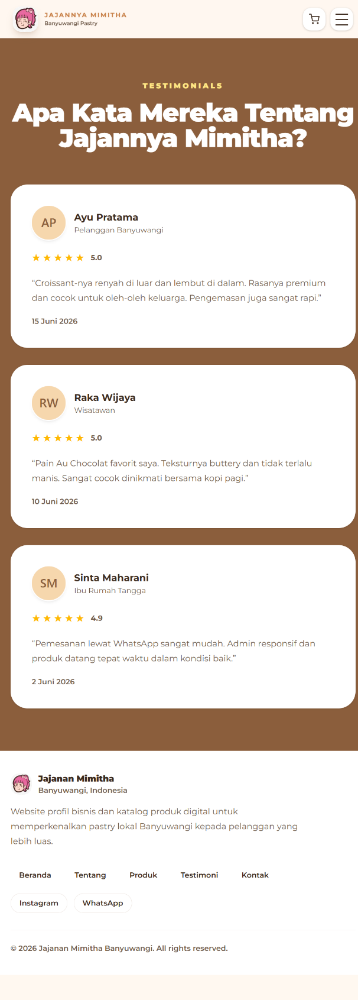 JAJANNYA MIMITHA
Banyuwangi Pastry
TESTIMONIALS
Apa Kata Mereka Tentang
Jajannya Mimitha?
AP
Ayu Pratama
Pelanggan Banyuwangi
★ ★ ★ ★ ★ 5.0
“Croissant-nya renyah di luar dan lembut di dalam. Rasanya premium
dan cocok untuk oleh-oleh keluarga. Pengemasan juga sangat rapi.”
15 Juni 2026
RW
Raka Wijaya
Wisatawan
★ ★ ★ ★ ★ 5.0
“Pain Au Chocolat favorit saya. Teksturnya buttery dan tidak terlalu
manis. Sangat cocok dinikmati bersama kopi pagi.”
10 Juni 2026
SM
Sinta Maharani
Ibu Rumah Tangga
★ ★ ★ ★ ★ 4.9
“Pemesanan lewat WhatsApp sangat mudah. Admin responsif dan
produk datang tepat waktu dalam kondisi baik.”
2 Juni 2026
Jajanan Mimitha
Banyuwangi, Indonesia
Website profil bisnis dan katalog produk digital untuk
memperkenalkan pastry lokal Banyuwangi kepada pelanggan yang
lebih luas.
Beranda Tentang Produk Testimoni Kontak
Instagram WhatsApp
© 2026 Jajanan Mimitha Banyuwangi. All rights reserved.